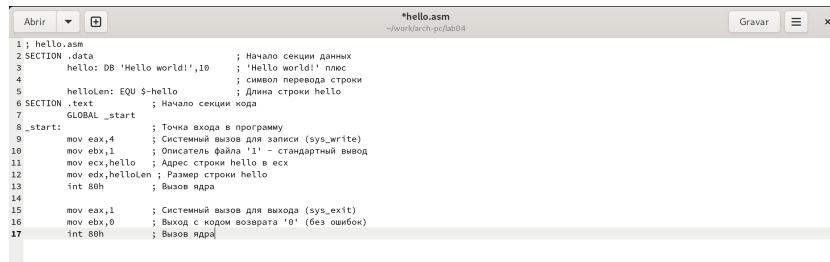 Abrir
*hello.asm
~/work/arch-pc/lab04
Gravar
1 ; hello.asm
2 SECTION .data ; Начало секции данных
3 hello: DB 'Hello world!',10 ; 'Hello world!' плюс
4 ; символ перевода строки
5 helloLen: EQU $-hello ; Длина строки hello
6 SECTION .text ; Начало секции кода
7 GLOBAL _start
8 _start: ; Точка входа в программу
9 mov eax,4 ; Системный вызов для записи (sys_write)
10 mov ebx,1 ; Описатель файла '1' - стандартный вывод
11 mov ecx,hello ; Адрес строки hello в ecx
12 mov edx,helloLen ; Размер строки hello
13 int 80h ; Вызов ядра
14
15 mov eax,1 ; Системный вызов для выхода (sys_exit)
16 mov ebx,0 ; Выход с кодом возврата '0' (без ошибок)
17 int 80h ; Вызов ядра